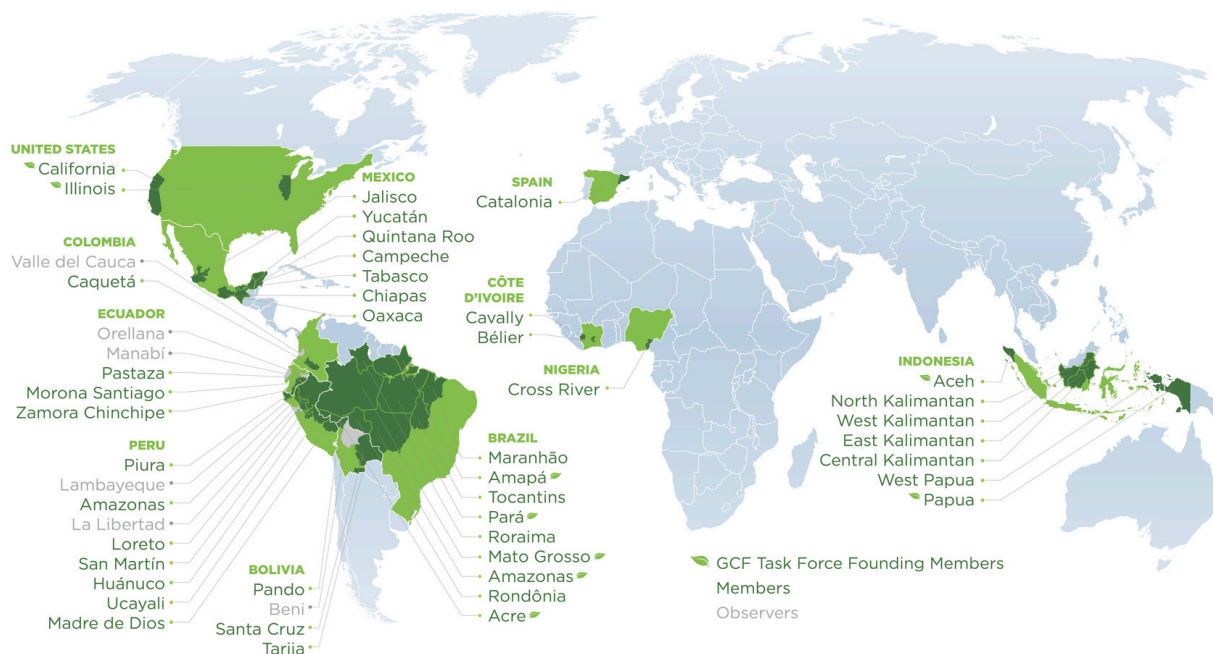 UNITED STATES
California
Illinois
MEXICO
Jalisco
Yucatán
Quintana Roo
Campeche
Tabasco
Chiapas
Oaxaca
COLOMBIA
Valle del Cauca
Caquetá
ECUADOR
Orellana
Manabí
Pastaza
Morona Santiago
Zamora Chinchipe
PERU
Piura
Lambayeque
Amazonas
La Libertad
Loreto
San Martín
Huánuco
Ucayali
Madre de Dios
BOLIVIA
Pando
Beni
Santa Cruz
Tarija
BRAZIL
Maranhão
Amapá
Tocantins
Pará
Roraima
Mato Grosso
Amazonas
Rondônia
Acre
SPAIN
Catalonia
CÔTE
D'IVOIRE
Cavally
Bélier
NIGERIA
Cross River
INDONESIA
Aceh
North Kalimantan
West Kalimantan
East Kalimantan
Central Kalimantan
West Papua
Papua
GCF Task Force Founding Members
Members
Observers